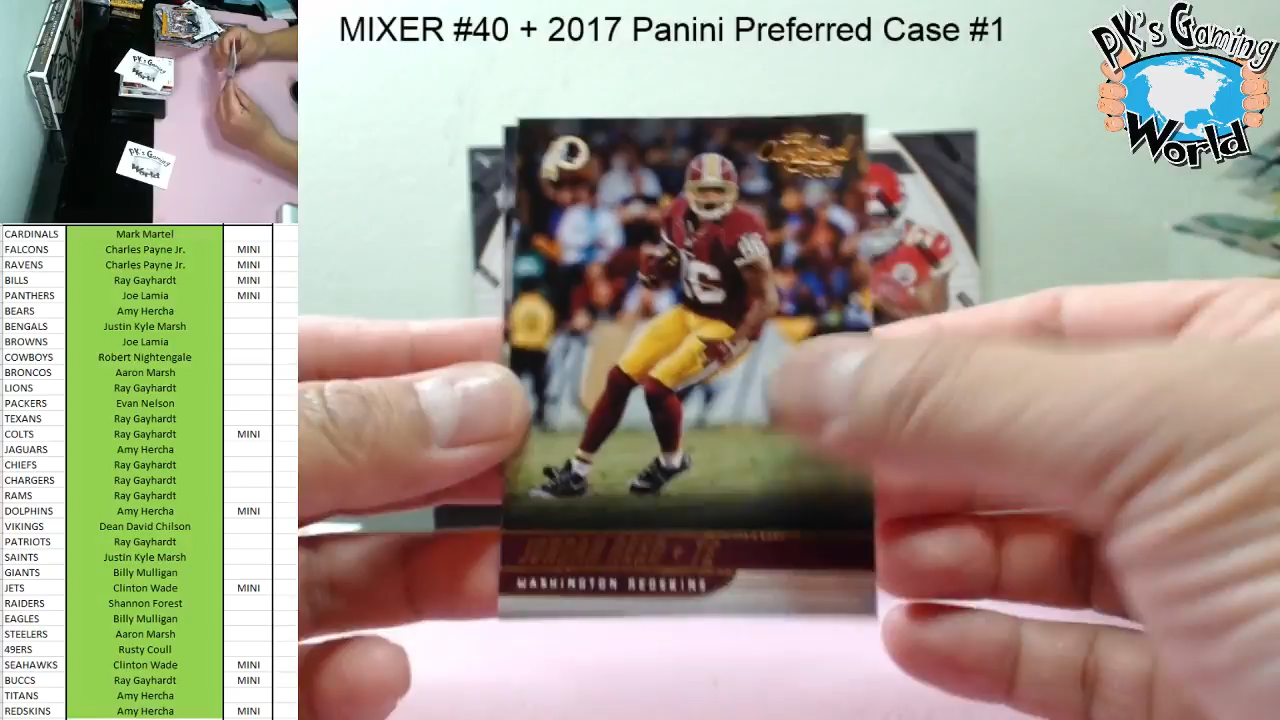 MIXER #40 + 2017 Panini Preferred Case #1
PK's Gaming
World
CARDINALS Mark Martel
FALCONS Charles Payne Jr. MINI
RAVENS Charles Payne Jr. MINI
BILLS Ray Gayhardt MINI
PANTHERS Joe Lamia MINI
BEARS Amy Hercha
BENGALS Justin Kyle Marsh
BROWNS Joe Lamia
COWBOYS Robert Nightengale
BRONCOS Aaron Marsh
LIONS Ray Gayhardt
PACKERS Evan Nelson
TEXANS Ray Gayhardt
COLTS Ray Gayhardt MINI
JAGUARS Amy Hercha
CHIEFS Ray Gayhardt
CHARGERS Ray Gayhardt
RAMS Ray Gayhardt
DOLPHINS Amy Hercha MINI
VIKINGS Dean David Chilson
PATRIOTS Ray Gayhardt
SAINTS Justin Kyle Marsh
GIANTS Billy Mulligan
JETS Clinton Wade MINI
RAIDERS Shannon Forest
EAGLES Billy Mulligan
STEELERS Aaron Marsh
49ERS Rusty Coull
SEAHAWKS Clinton Wade MINI
BUCCS Ray Gayhardt MINI
TITANS Amy Hercha
REDSKINS Amy Hercha MINI
PK's Gaming
World
JORDAN REED • TE
WASHINGTON REDSKINS